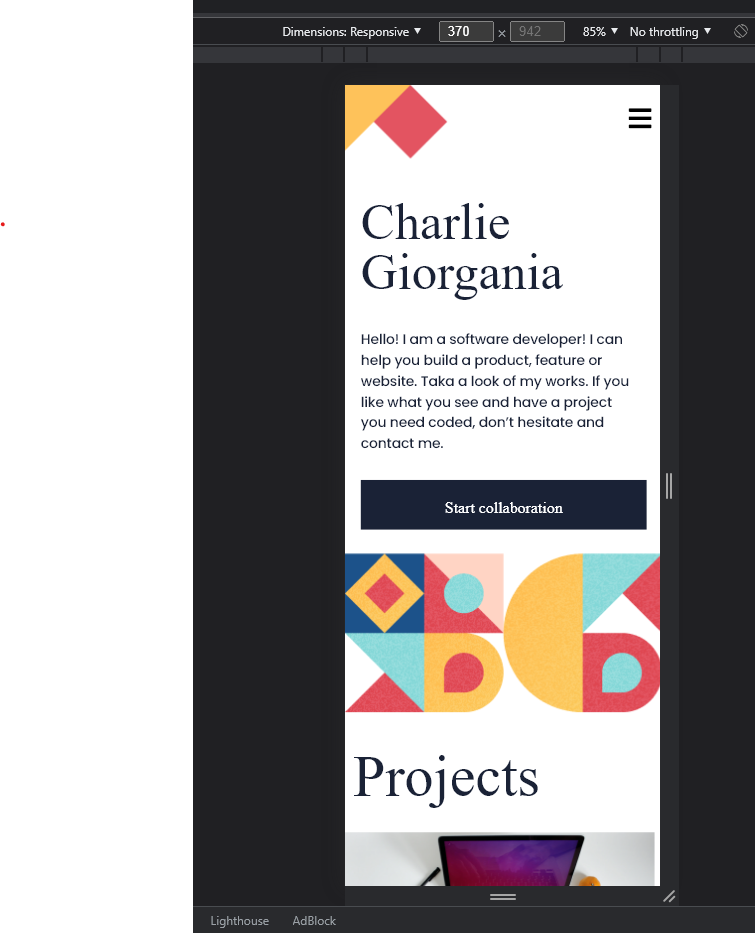 Dimensions: Responsive ▼ 370 × 942 85% ▼ No throttling ▼
Charlie
Giorgania
Hello! I am a software developer! I can
help you build a product, feature or
website. Taka a look of my works. If you
like what you see and have a project
you need coded, don’t hesitate and
contact me.
Start collaboration
Projects
Lighthouse AdBlock